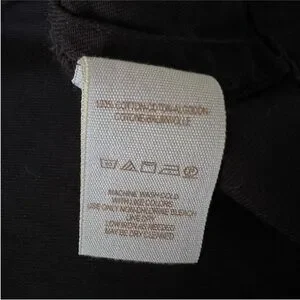 100% COTTON-COTON-ALGODON
COTONE-BAUMWOLLE
MACHINE WASH COLD
WITH LIKE COLORS.
USE ONLY NON-CHLORINE BLEACH
LINE DRY.
LOW IRON AS NEEDED
MAY BE DRY CLEANED